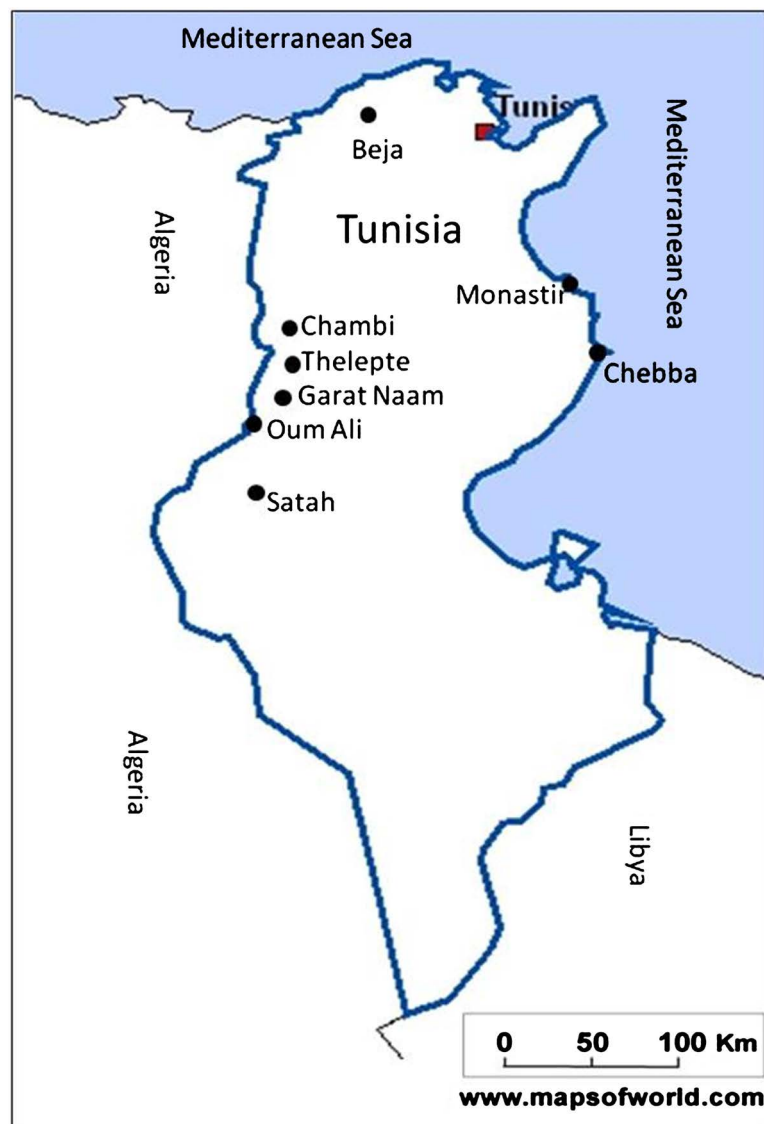 Mediterranean Sea
Tunis
Beja
Mediterranean Sea
Algeria
Tunisia
Monastir
Chambi
Thelepte
Chebba
Garat Naam
Oum Ali
Satah
Algeria
Libya
0 50 100 Km
www.mapsofworld.com